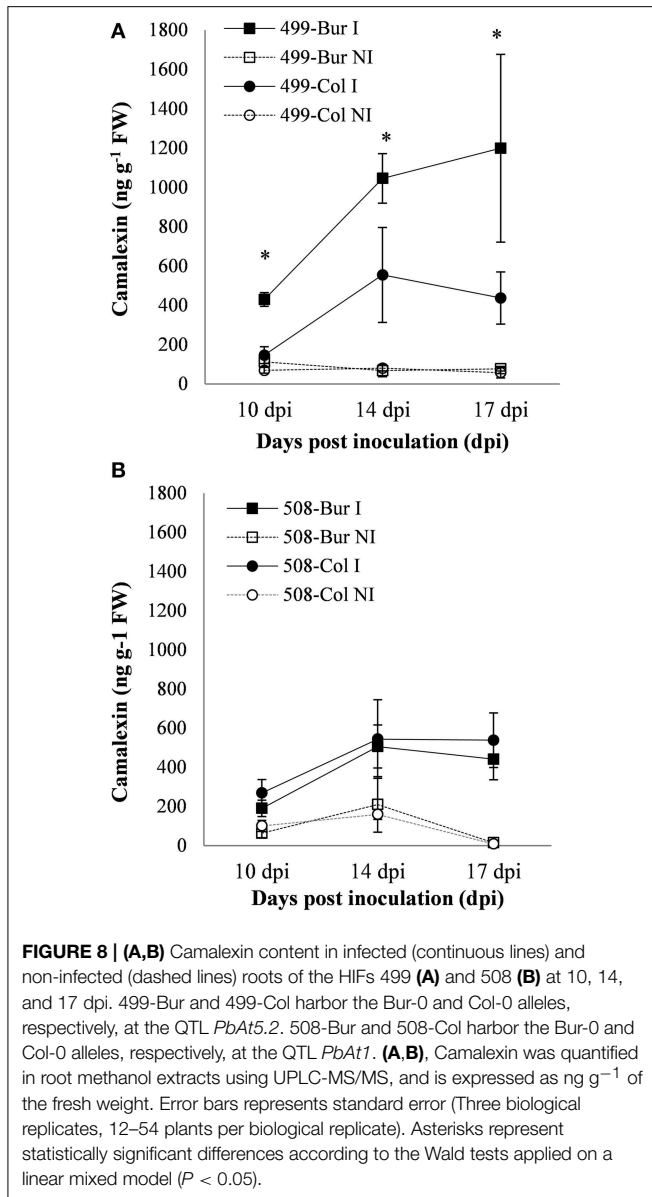 A
1800
1600
1400
1200
1000
800
600
400
200
0
Camalexin (ng g-1 FW)
499-Bur I
499-Bur NI
499-Col I
499-Col NI
*
*
*
10 dpi 14 dpi 17 dpi
Days post inoculation (dpi)
B
1800
1600
1400
1200
1000
800
600
400
200
0
Camalexin (ng g-1 FW)
508-Bur I
508-Bur NI
508-Col I
508-Col NI
10 dpi 14 dpi 17 dpi
Days post inoculation (dpi)
FIGURE 8 | (A,B) Camalexin content in infected (continuous lines) and
non-infected (dashed lines) roots of the HIFs 499 (A) and 508 (B) at 10, 14,
and 17 dpi. 499-Bur and 499-Col harbor the Bur-0 and Col-0 alleles,
respectively, at the QTL PbAt5.2. 508-Bur and 508-Col harbor the Bur-0 and
Col-0 alleles, respectively, at the QTL PbAt1. (A,B), Camalexin was quantified
in root methanol extracts using UPLC-MS/MS, and is expressed as ng g−1 of
the fresh weight. Error bars represents standard error (Three biological
replicates, 12–54 plants per biological replicate). Asterisks represent
statistically significant differences according to the Wald tests applied on a
linear mixed model (P < 0.05).